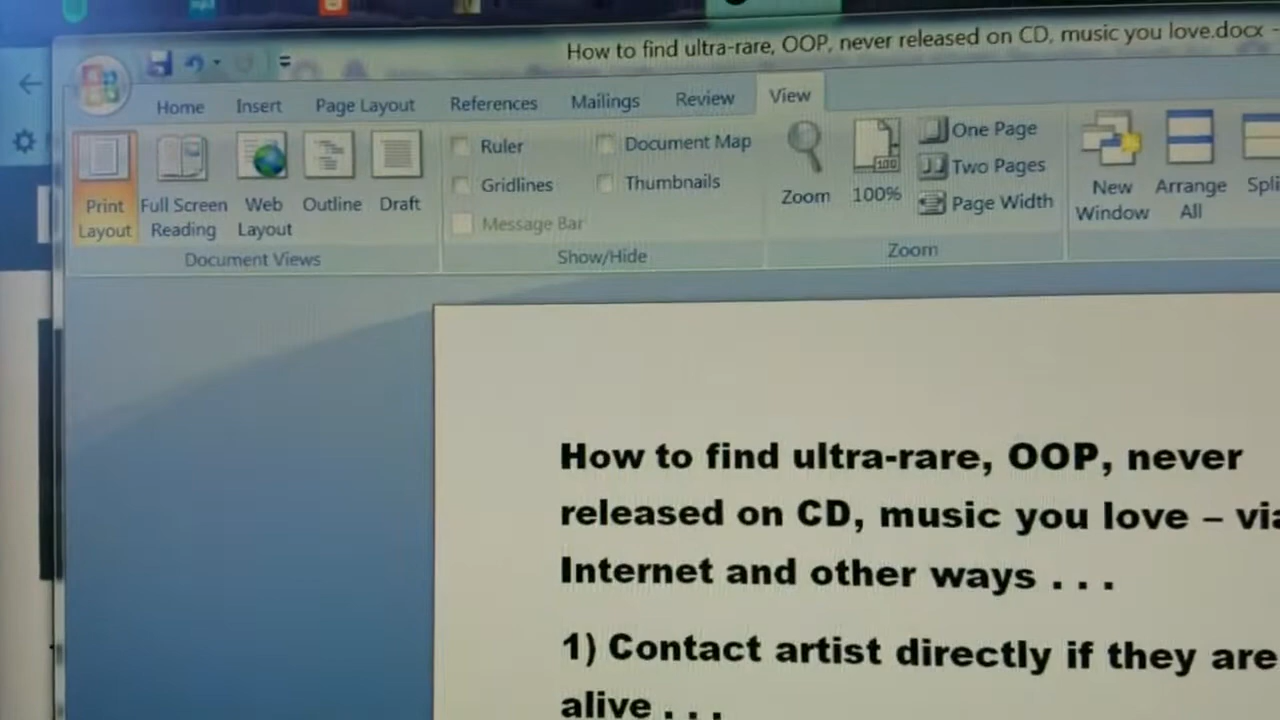 How to find ultra-rare, OOP, never released on CD, music you love.docx -
Home Insert Page Layout References Mailings Review View
Print Layout
Full Screen Reading
Web Layout
Outline
Draft
Document Views
Ruler
Gridlines
Message Bar
Document Map
Thumbnails
Show/Hide
Zoom
100%
One Page
Two Pages
Page Width
Zoom
New Window
Arrange All
Spli
How to find ultra-rare, OOP, never
released on CD, music you love – via
Internet and other ways . . .
1) Contact artist directly if they are
alive . . .